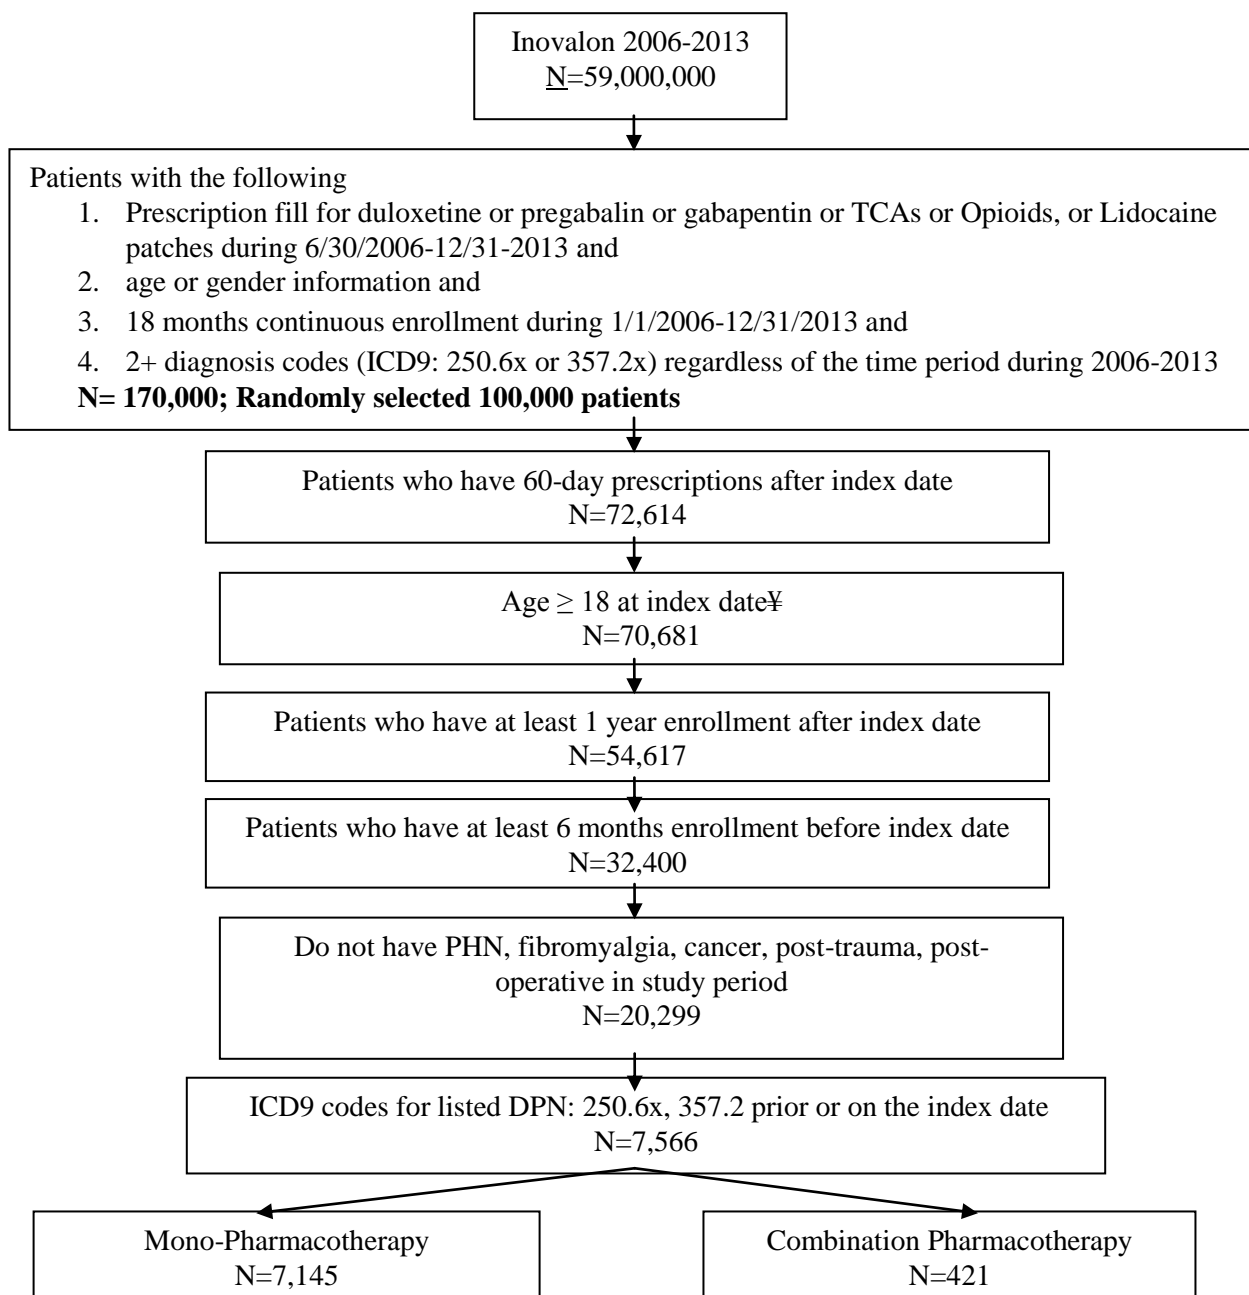 Inovalon 2006-2013
N=59,000,000
Patients with the following
1. Prescription fill for duloxetine or pregabalin or gabapentin or TCAs or Opioids, or Lidocaine
patches during 6/30/2006-12/31-2013 and
2. age or gender information and
3. 18 months continuous enrollment during 1/1/2006-12/31/2013 and
4. 2+ diagnosis codes (ICD9: 250.6x or 357.2x) regardless of the time period during 2006-2013
N= 170,000; Randomly selected 100,000 patients
Patients who have 60-day prescriptions after index date
N=72,614
Age ≥ 18 at index date¥
N=70,681
Patients who have at least 1 year enrollment after index date
N=54,617
Patients who have at least 6 months enrollment before index date
N=32,400
Do not have PHN, fibromyalgia, cancer, post-trauma, post-
operative in study period
N=20,299
ICD9 codes for listed DPN: 250.6x, 357.2 prior or on the index date
N=7,566
Mono-Pharmacotherapy
N=7,145
Combination Pharmacotherapy
N=421